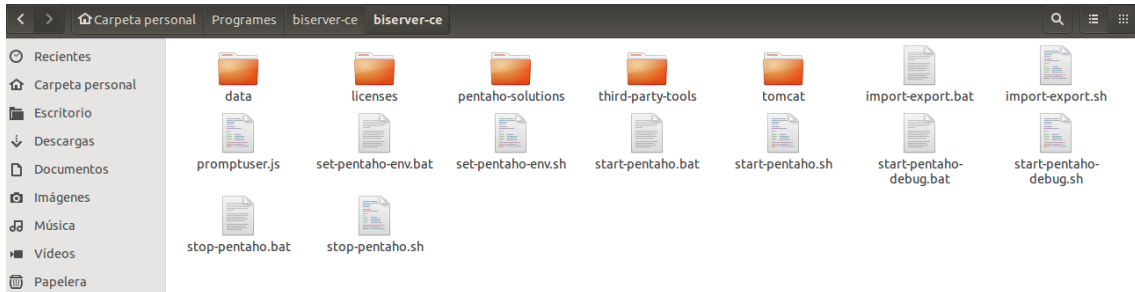 Carpeta personal Programes biserver-ce biserver-ce
Recientes
Carpeta personal
Escritorio
Descargas
Documentos
Imágenes
Música
Vídeos
Papelera
data licenses pentaho-solutions third-party-tools tomcat import-export.bat import-export.sh
promptuser.js set-pentaho-env.bat set-pentaho-env.sh start-pentaho.bat start-pentaho.sh start-pentaho-debug.bat start-pentaho-debug.sh
stop-pentaho.bat stop-pentaho.sh